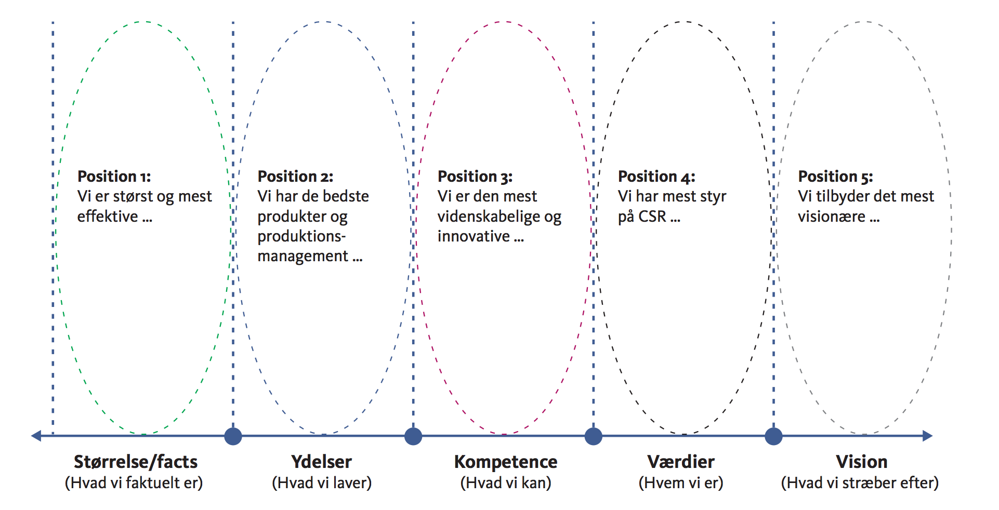 Position 1:
Vi er størst og mest
effektive ...
Position 2:
Vi har de bedste
produkter og
produktions-
management ...
Position 3:
Vi er den mest
videnskabelige og
innovative ...
Position 4:
Vi har mest styr
på CSR ...
Position 5:
Vi tilbyder det mest
visionære ...
Størrelse/facts
(Hvad vi faktuelt er)
Ydelser
(Hvad vi laver)
Kompetence
(Hvad vi kan)
Værdier
(Hvem vi er)
Vision
(Hvad vi stræber efter)